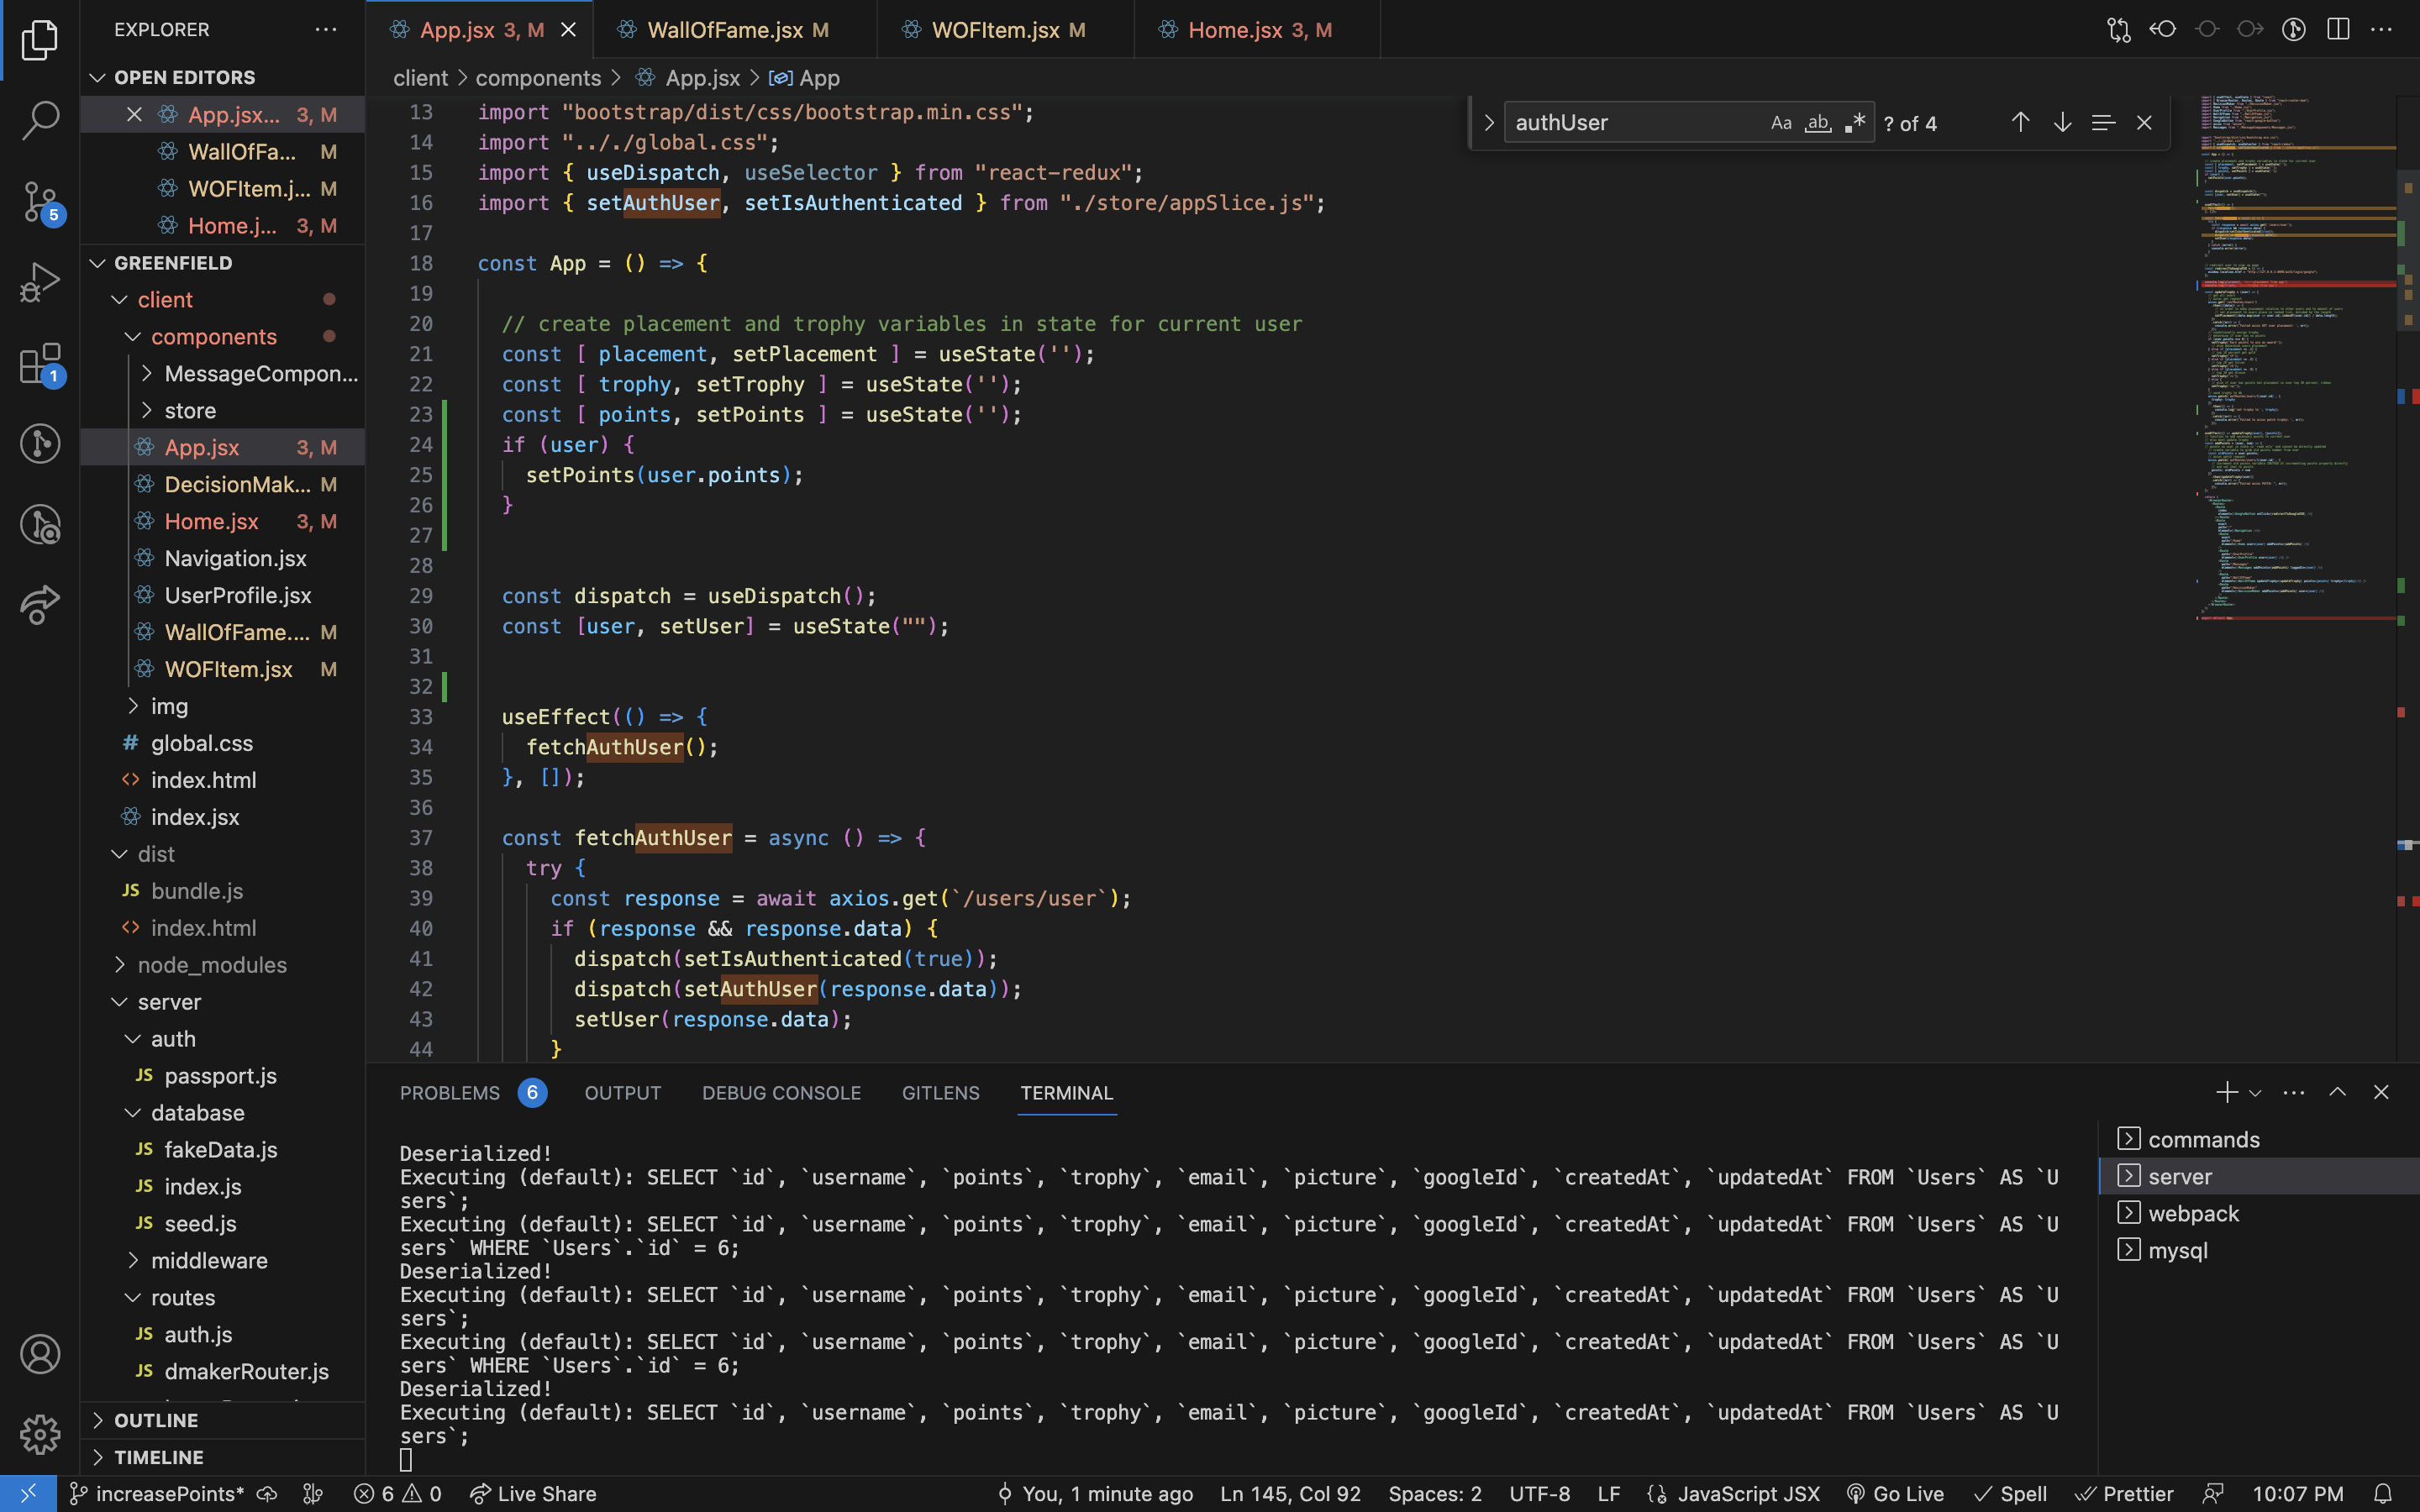 EXPLORER
OPEN EDITORS
App.jsx... 3, M
WallOfFa... M
WOFItem.j... M
Home.j... 3, M
GREENFIELD
client
components
MessageCompon...
store
App.jsx 3, M
DecisionMak... M
Home.jsx 3, M
Navigation.jsx
UserProfile.jsx
WallOfFame.... M
WOFItem.jsx M
img
# global.css
<> index.html
index.jsx
dist
JS bundle.js
<> index.html
node_modules
server
auth
JS passport.js
database
JS fakeData.js
JS index.js
JS seed.js
middleware
routes
JS auth.js
JS dmakerRouter.js
OUTLINE
TIMELINE
5
1
App.jsx 3, M
WallOfFame.jsx M
WOFItem.jsx M
Home.jsx 3, M
client > components > App.jsx > App
authUser Aa ab .* ? of 4
13 import "bootstrap/dist/css/bootstrap.min.css";
14 import ".././global.css";
15 import { useDispatch, useSelector } from "react-redux";
16 import { setAuthUser, setIsAuthenticated } from "./store/appSlice.js";
17
18 const App = () => {
19
20 // create placement and trophy variables in state for current user
21 const [ placement, setPlacement ] = useState('');
22 const [ trophy, setTrophy ] = useState('');
23 const [ points, setPoints ] = useState('');
24 if (user) {
25 setPoints(user.points);
26 }
27
28
29 const dispatch = useDispatch();
30 const [user, setUser] = useState("");
31
32
33 useEffect(() => {
34 fetchAuthUser();
35 }, []);
36
37 const fetchAuthUser = async () => {
38 try {
39 const response = await axios.get(`/users/user`);
40 if (response && response.data) {
41 dispatch(setIsAuthenticated(true));
42 dispatch(setAuthUser(response.data));
43 setUser(response.data);
44 }
PROBLEMS 6 OUTPUT DEBUG CONSOLE GITLENS TERMINAL
Deserialized!
Executing (default): SELECT `id`, `username`, `points`, `trophy`, `email`, `picture`, `googleId`, `createdAt`, `updatedAt` FROM `Users` AS `U
sers`;
Executing (default): SELECT `id`, `username`, `points`, `trophy`, `email`, `picture`, `googleId`, `createdAt`, `updatedAt` FROM `Users` AS `U
sers` WHERE `Users`.`id` = 6;
Deserialized!
Executing (default): SELECT `id`, `username`, `points`, `trophy`, `email`, `picture`, `googleId`, `createdAt`, `updatedAt` FROM `Users` AS `U
sers`;
Executing (default): SELECT `id`, `username`, `points`, `trophy`, `email`, `picture`, `googleId`, `createdAt`, `updatedAt` FROM `Users` AS `U
sers` WHERE `Users`.`id` = 6;
Deserialized!
Executing (default): SELECT `id`, `username`, `points`, `trophy`, `email`, `picture`, `googleId`, `createdAt`, `updatedAt` FROM `Users` AS `U
sers`;
commands
server
webpack
mysql
increasePoints* 6 0 Live Share You, 1 minute ago Ln 145, Col 92 Spaces: 2 UTF-8 LF JavaScript JSX Go Live Spell Prettier 10:07 PM